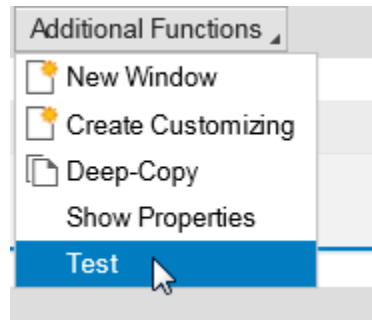 Additional Functions
New Window
Create Customizing
Deep-Copy
Show Properties
Test